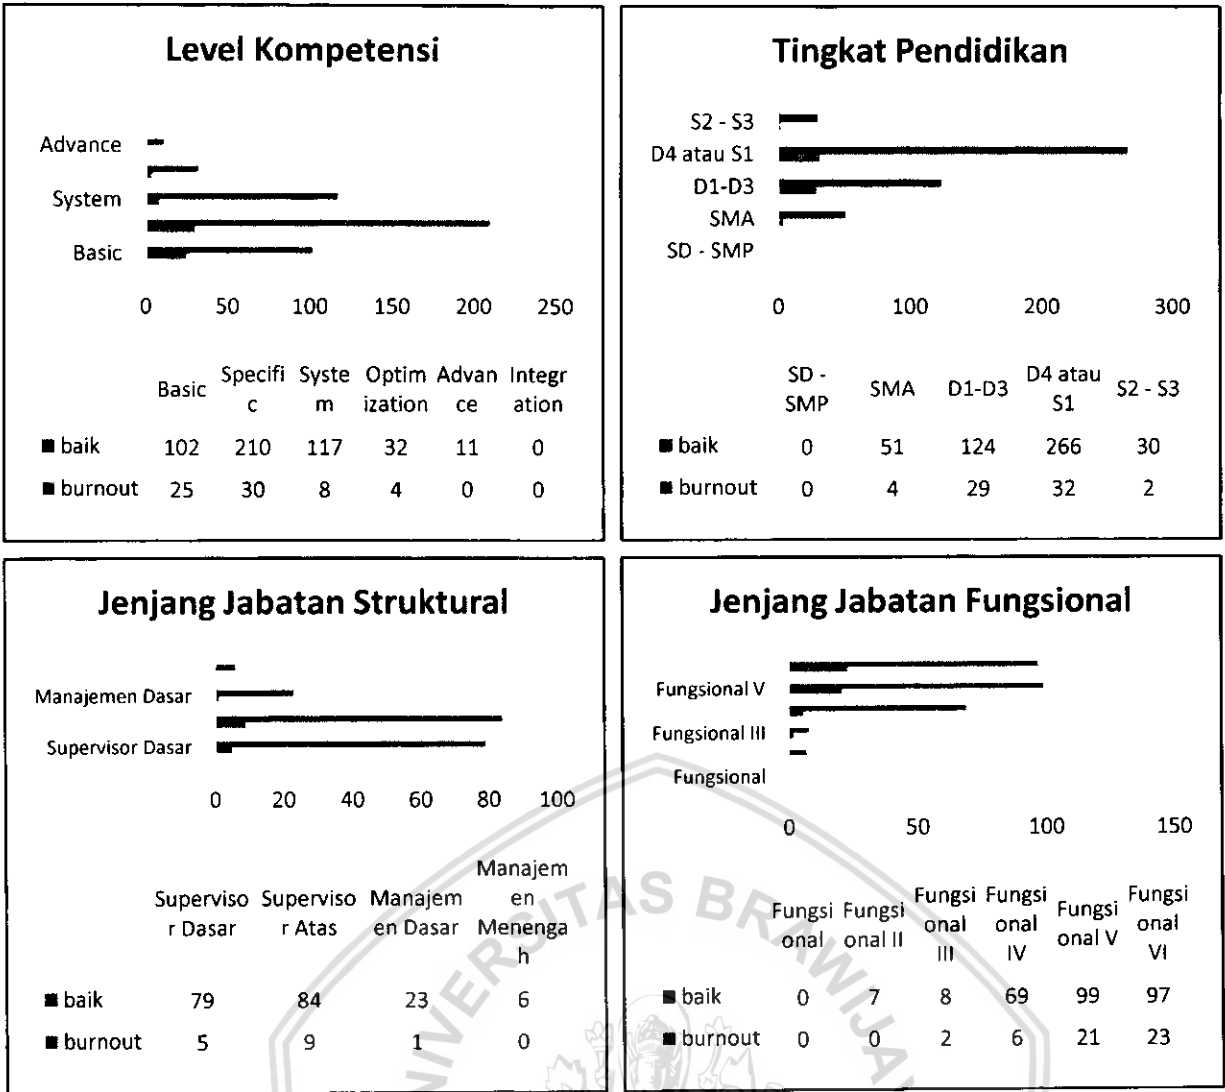 Level Kompetensi
Advance
System
Basic
0 50 100 150 200 250
Basic Specifi Syste Optim Advan Integr
c m ization ce ation
baik 102 210 117 32 11 0
burnout 25 30 8 4 0 0
Tingkat Pendidikan
S2 - S3
D4 atau S1
D1-D3
SMA
SD - SMP
0 100 200 300
SD - SMA D1-D3 D4 atau S2 - S3
SMP S1
baik 0 51 124 266 30
burnout 0 4 29 32 2
Jenjang Jabatan Struktural
Manajemen Dasar
Supervisor Dasar
0 20 40 60 80 100
Manajem
Superviso Superviso Manajem en
r Dasar r Atas en Dasar Menenga
h
baik 79 84 23 6
burnout 5 9 1 0
Jenjang Jabatan Fungsional
Fungsional V
Fungsional III
Fungsional
0 50 100 150
Fungsi Fungsi Fungsi Fungsi Fungsi Fungsi
onal onal II onal onal onal V onal
III IV VI
baik 0 7 8 69 99 97
burnout 0 0 2 6 21 23
UNIVERSITAS BRAWIJAYA